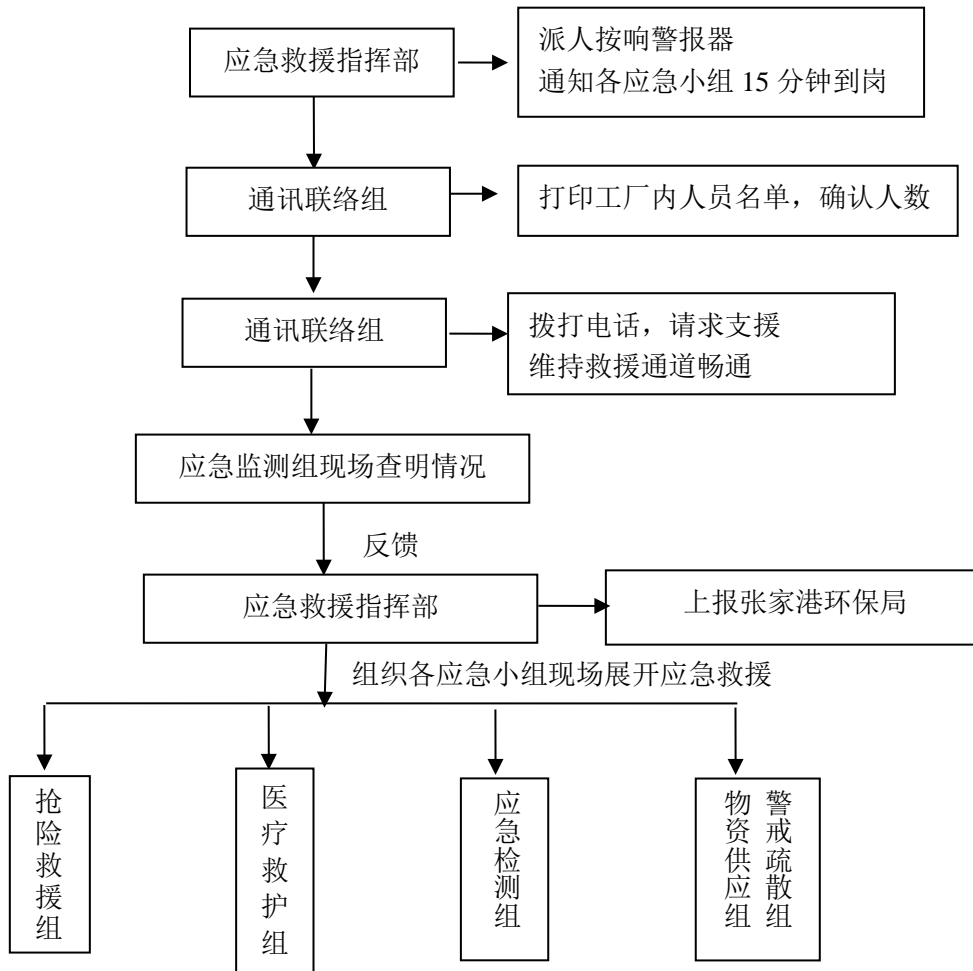 应急救援指挥部
派人按响警报器
通知各应急小组 15 分钟到岗
通讯联络组
打印工厂内人员名单，确认人数
通讯联络组
拨打电话，请求支援
维持救援通道畅通
应急监测组现场查明情况
反馈
应急救援指挥部
上报张家港环保局
组织各应急小组现场展开应急救援
抢险救援组
医疗救护组
应急检测组
警戒疏散组
物资供应组